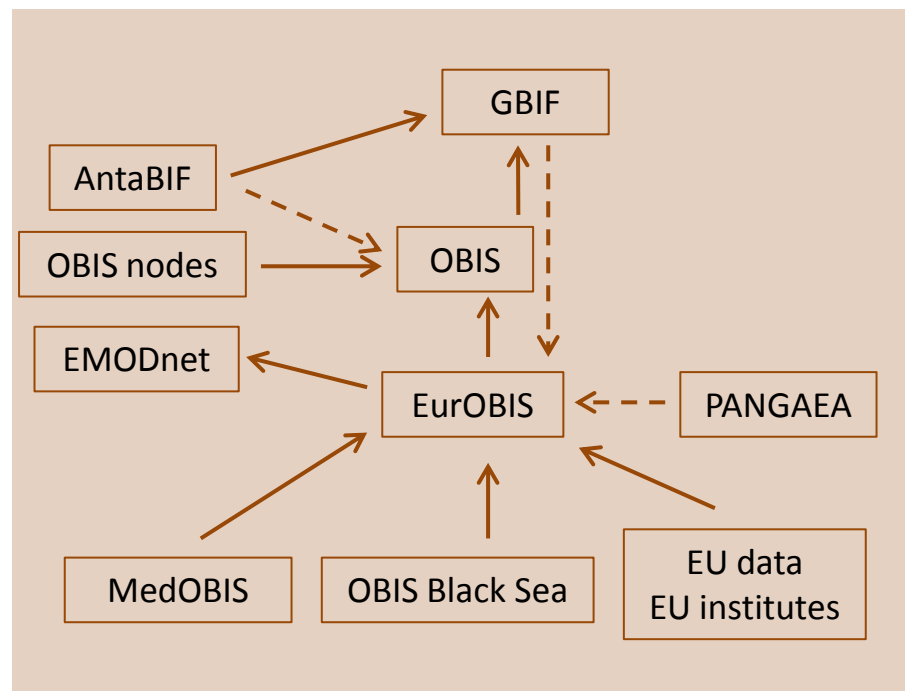 GBIF
AntaBIF
OBIS nodes
OBIS
EMODnet
EurOBIS
PANGAEA
MedOBIS
OBIS Black Sea
EU data
EU institutes